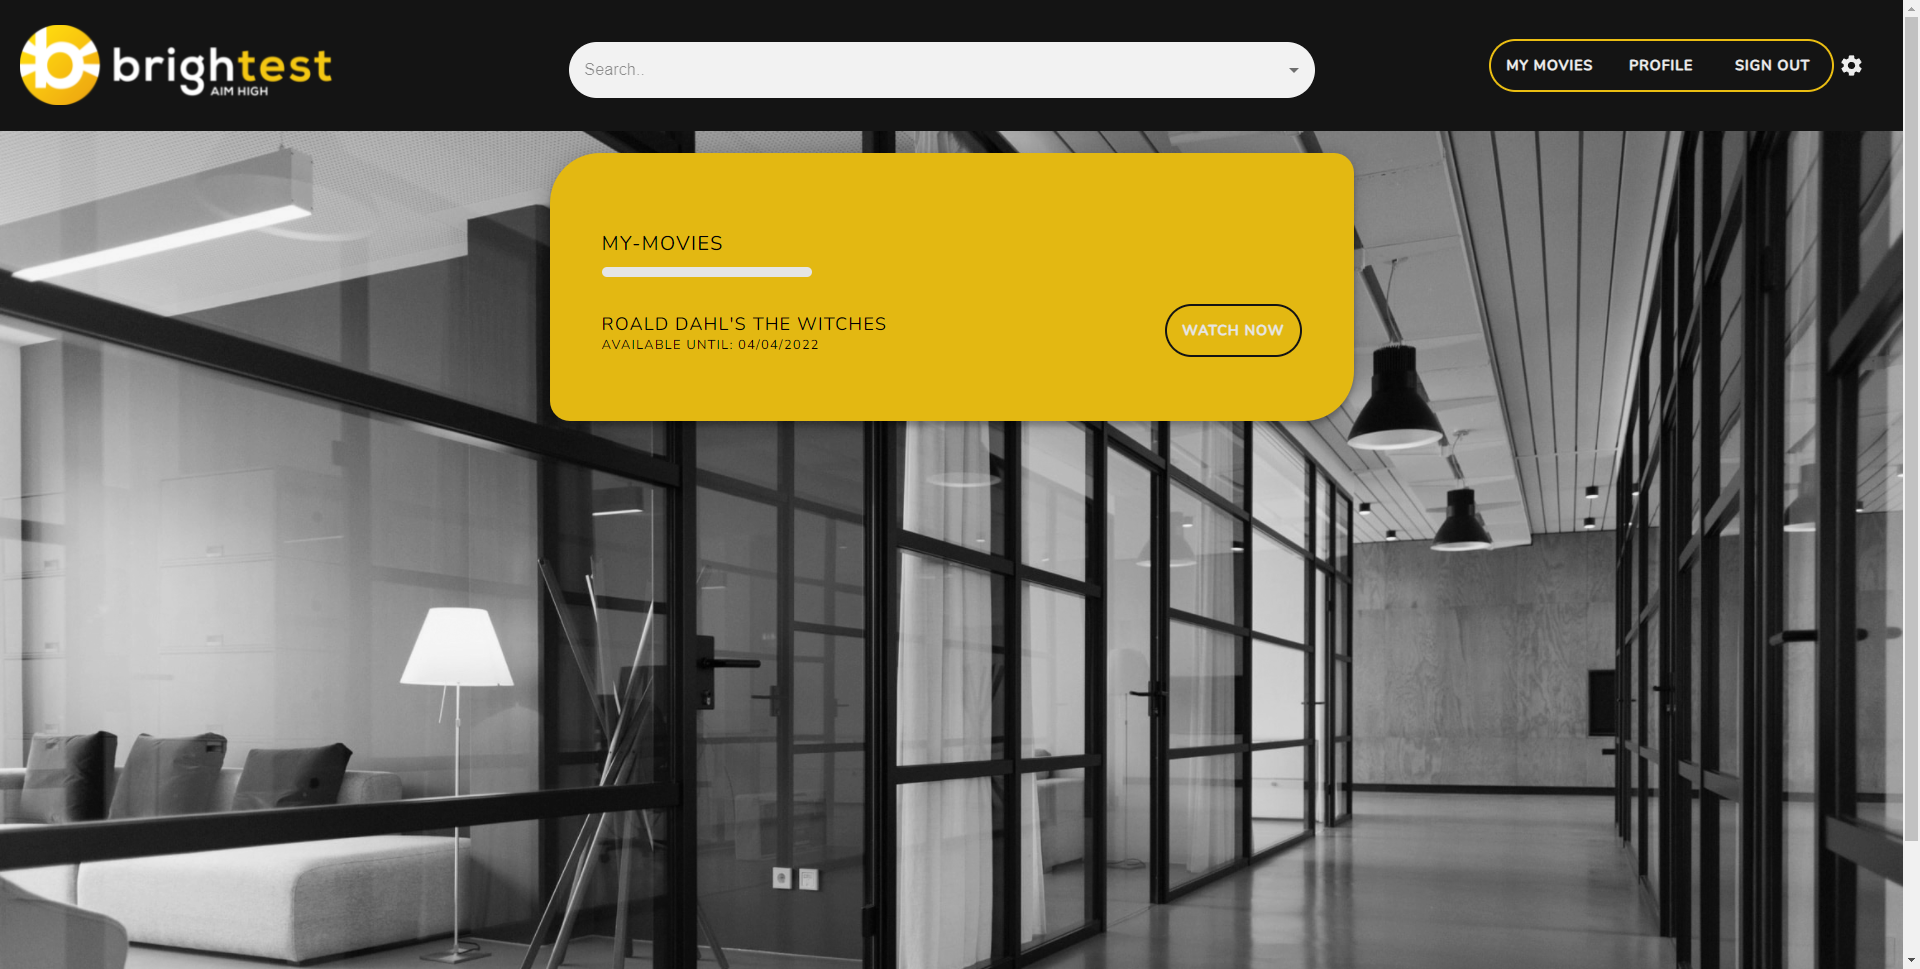 brightest
AIM HIGH
Search..
MY MOVIES
PROFILE
SIGN OUT
MY-MOVIES
ROALD DAHL'S THE WITCHES
AVAILABLE UNTIL: 04/04/2022
WATCH NOW